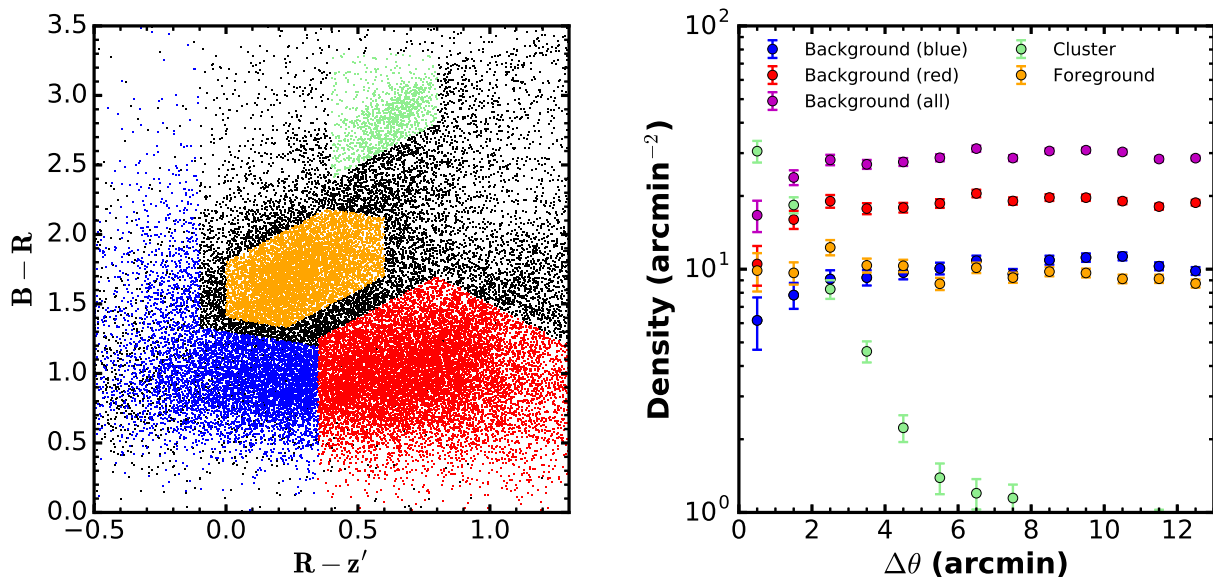 3.5
3.0
2.5
2.0
1.5
1.0
0.5
0.0
B − R
−0.5 0.0 0.5 1.0
R − z′
10²
10¹
10⁰
Density (arcmin⁻²)
Background (blue)
Background (red)
Background (all)
Cluster
Foreground
0 2 4 6 8 10 12
Δθ (arcmin)